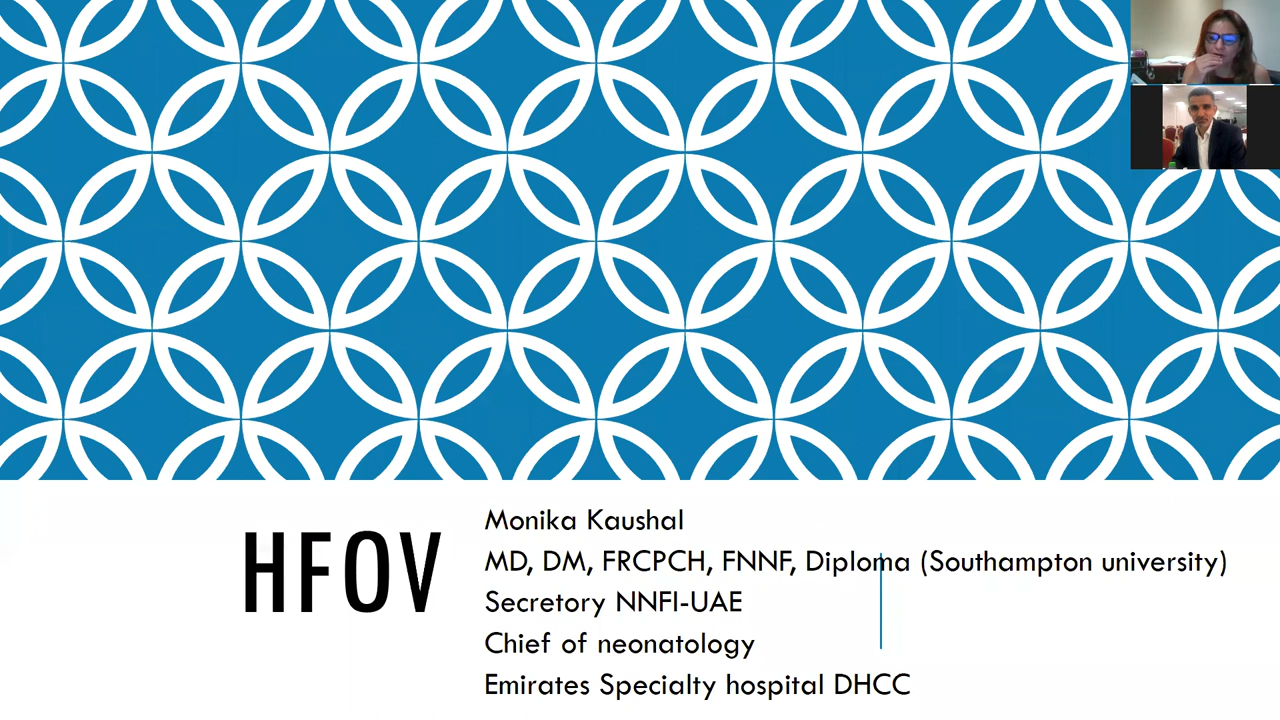 HFOV
Monika Kaushal
MD, DM, FRCPCH, FNNF, Diploma (Southampton university)
Secretory NNFI-UAE
Chief of neonatology
Emirates Specialty hospital DHCC